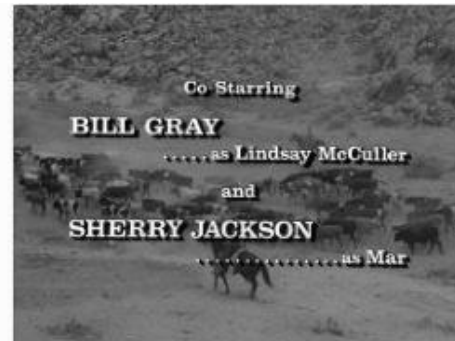 Co Starring
BILL GRAY
.....as Lindsay McCuller
and
SHERRY JACKSON
...............as Mar